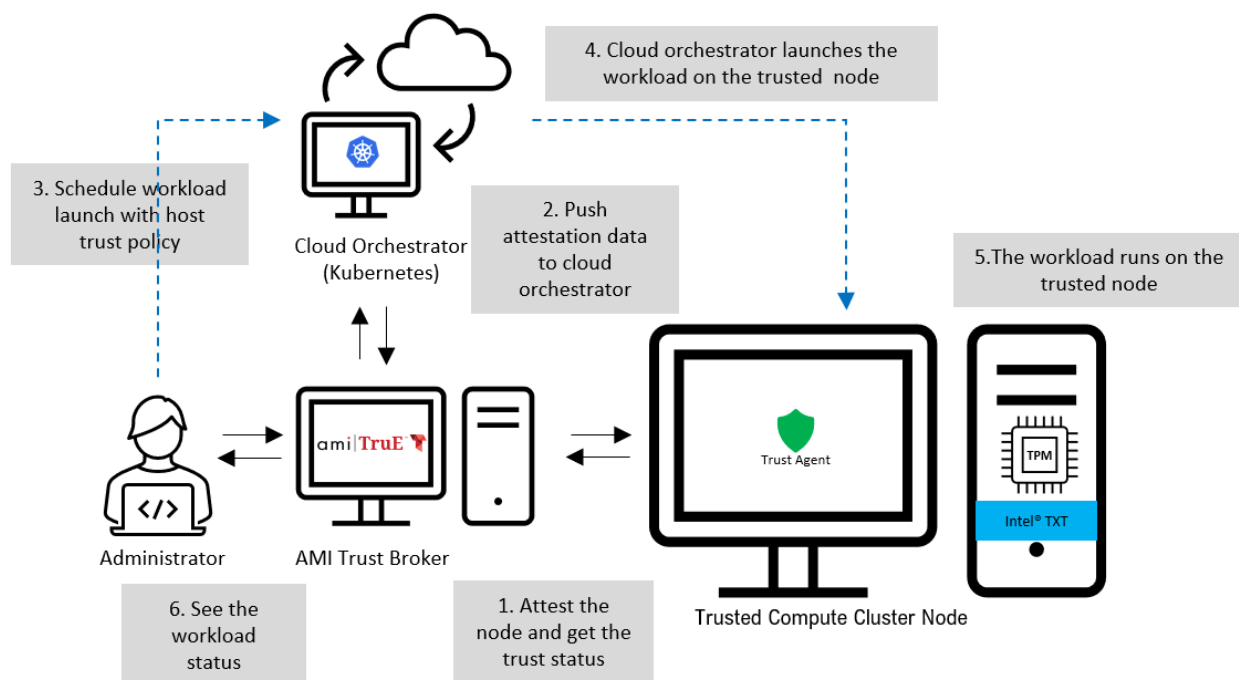 4. Cloud orchestrator launches the
workload on the trusted node
3. Schedule workload
launch with host
trust policy
Cloud Orchestrator
(Kubernetes)
2. Push
attestation data
to cloud
orchestrator
5.The workload runs on the
trusted node
ami TruE
Trust Agent
TPM
Intel® TXT
</>
Administrator
AMI Trust Broker
Trusted Compute Cluster Node
6. See the
workload
status
1. Attest the
node and get the
trust status